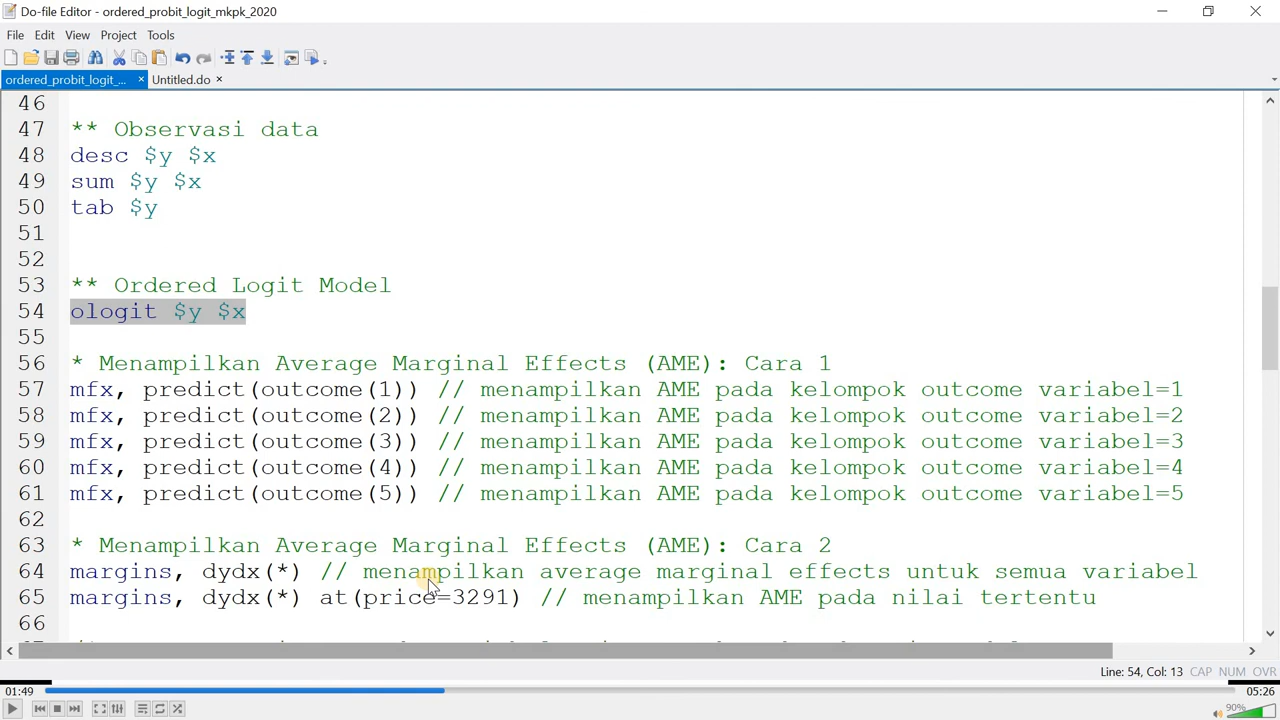 Do-file Editor - ordered_probit_logit_mkpk_2020
File Edit View Project Tools
ordered_probit_logit_... × Untitled.do ×
46
47 ** Observasi data
48 desc $y $x
49 sum $y $x
50 tab $y
51
52
53 ** Ordered Logit Model
54 ologit $y $x
55
56 * Menampilkan Average Marginal Effects (AME): Cara 1
57 mfx, predict(outcome(1)) // menampilkan AME pada kelompok outcome variabel=1
58 mfx, predict(outcome(2)) // menampilkan AME pada kelompok outcome variabel=2
59 mfx, predict(outcome(3)) // menampilkan AME pada kelompok outcome variabel=3
60 mfx, predict(outcome(4)) // menampilkan AME pada kelompok outcome variabel=4
61 mfx, predict(outcome(5)) // menampilkan AME pada kelompok outcome variabel=5
62
63 * Menampilkan Average Marginal Effects (AME): Cara 2
64 margins, dydx(*) // menampilkan average marginal effects untuk semua variabel
65 margins, dydx(*) at(price=3291) // menampilkan AME pada nilai tertentu
66
Line: 54, Col: 13 CAP NUM OVR
01:49 05:26
90%